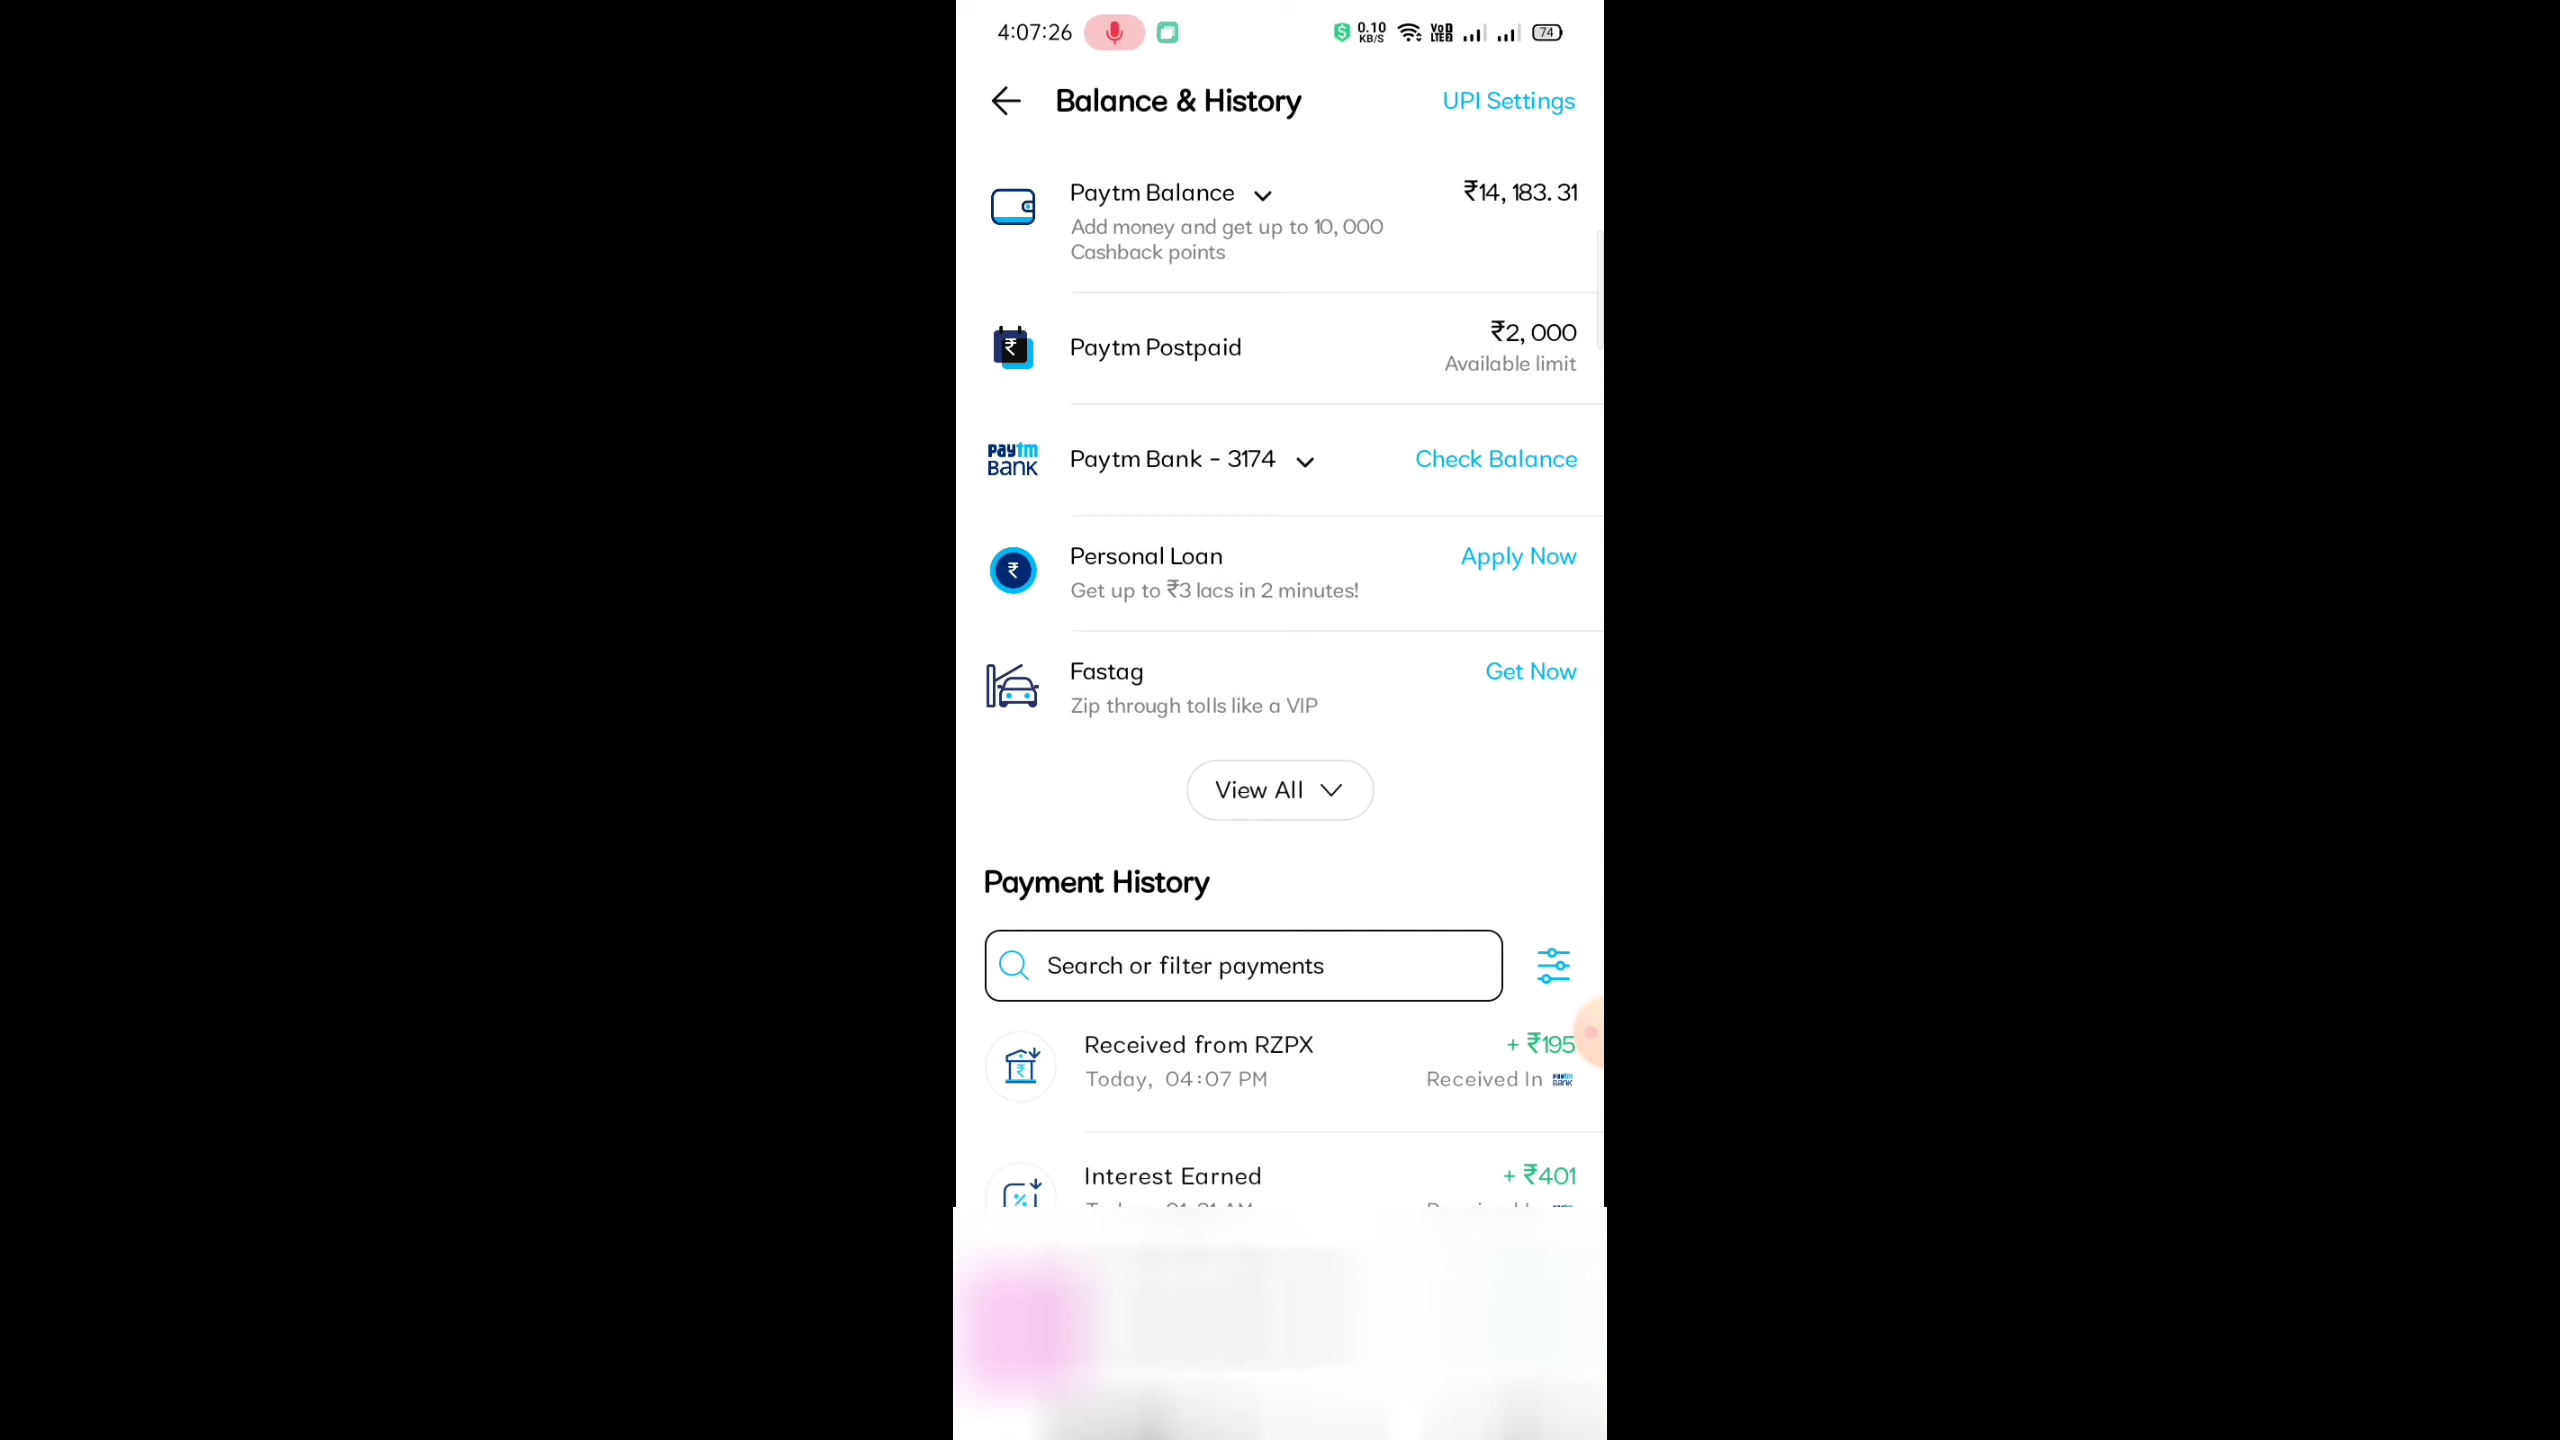 4:07:26
0.10
KB/S
74
Balance & History
UPI Settings
Paytm Balance
₹14, 183. 31
Add money and get up to 10, 000
Cashback points
₹
Paytm Postpaid
₹2, 000
Available limit
paytm
BANK
Paytm Bank - 3174
Check Balance
₹
Personal Loan
Apply Now
Get up to ₹3 lacs in 2 minutes!
Fastag
Get Now
Zip through tolls like a VIP
View All
Payment History
Search or filter payments
Received from RZPX
+ ₹195
Today, 04:07 PM
Received In
Interest Earned
+ ₹401